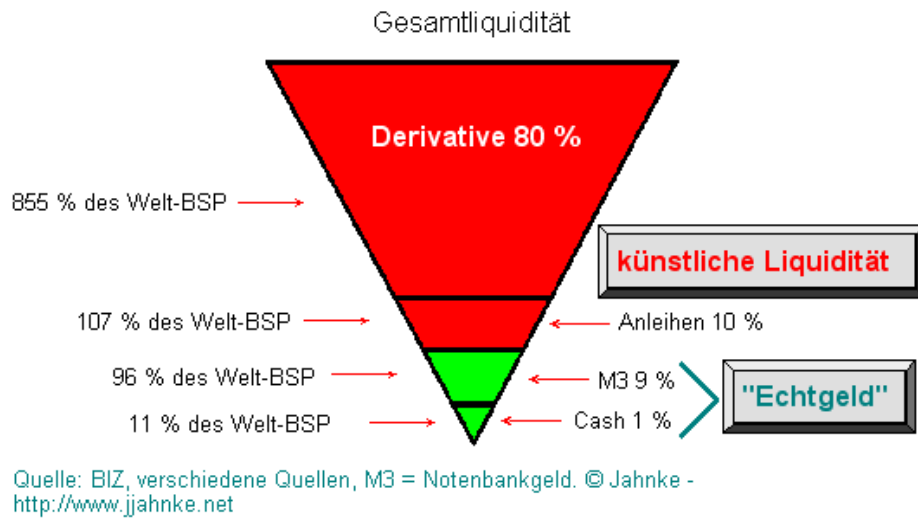 Gesamtliquidität
Derivative 80 %
855 % des Welt-BSP
künstliche Liquidität
107 % des Welt-BSP
Anleihen 10 %
96 % des Welt-BSP
M3 9 %
"Echtgeld"
11 % des Welt-BSP
Cash 1 %
Quelle: BIZ, verschiedene Quellen, M3 = Notenbankgeld. © Jahnke -
http://www.jjahnke.net